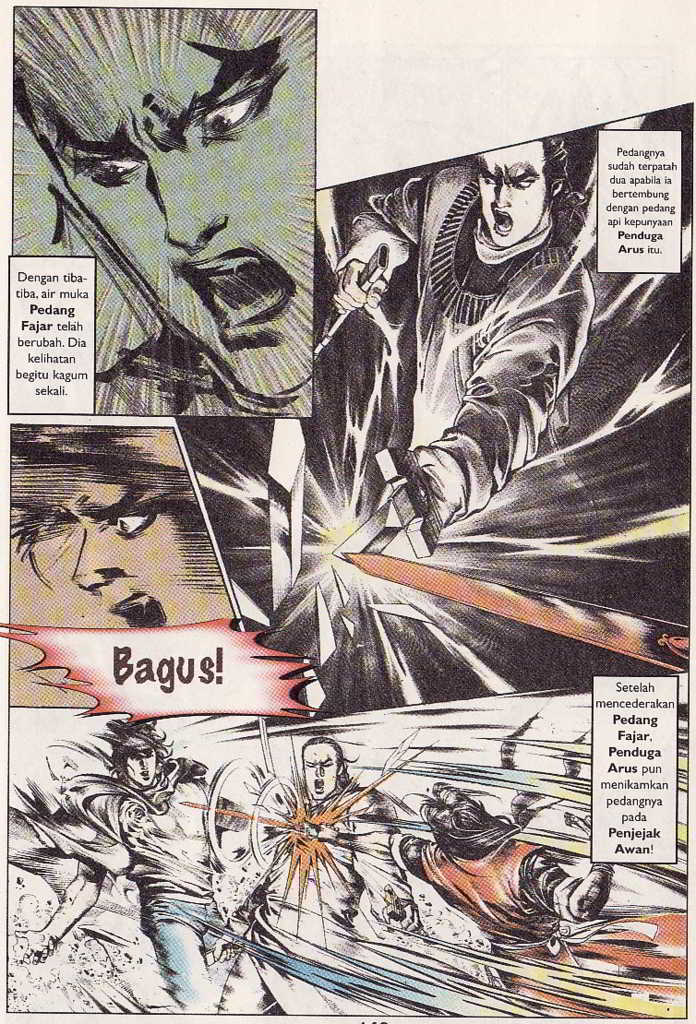 Dengan tiba-
tiba, air muka
Pedang
Fajar telah
berubah. Dia
kelihatan
begitu kagum
sekali.
Pedangnya
sudah terpatah
dua apabila ia
bertembung
dengan pedang
api kepunyaan
Penduga
Arus itu.
Bagus!
Setelah
mencederakan
Pedang
Fajar,
Penduga
Arus pun
menikamkan
pedangnya
pada
Penjejak
Awan!